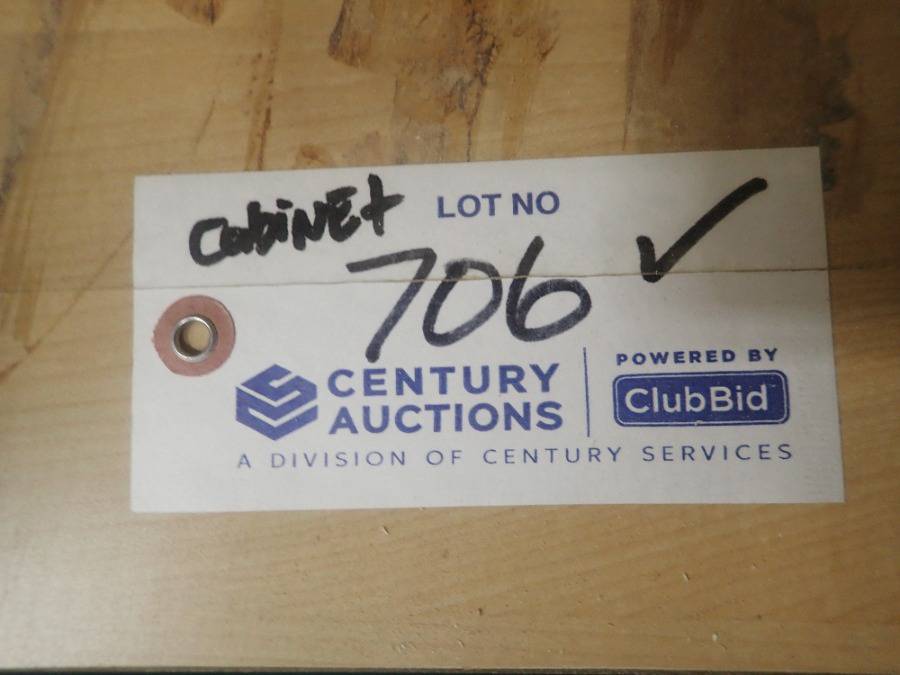 CabiNEt LOT NO
706 ✓
CENTURY
AUCTIONS
POWERED BY
ClubBid
A DIVISION OF CENTURY SERVICES